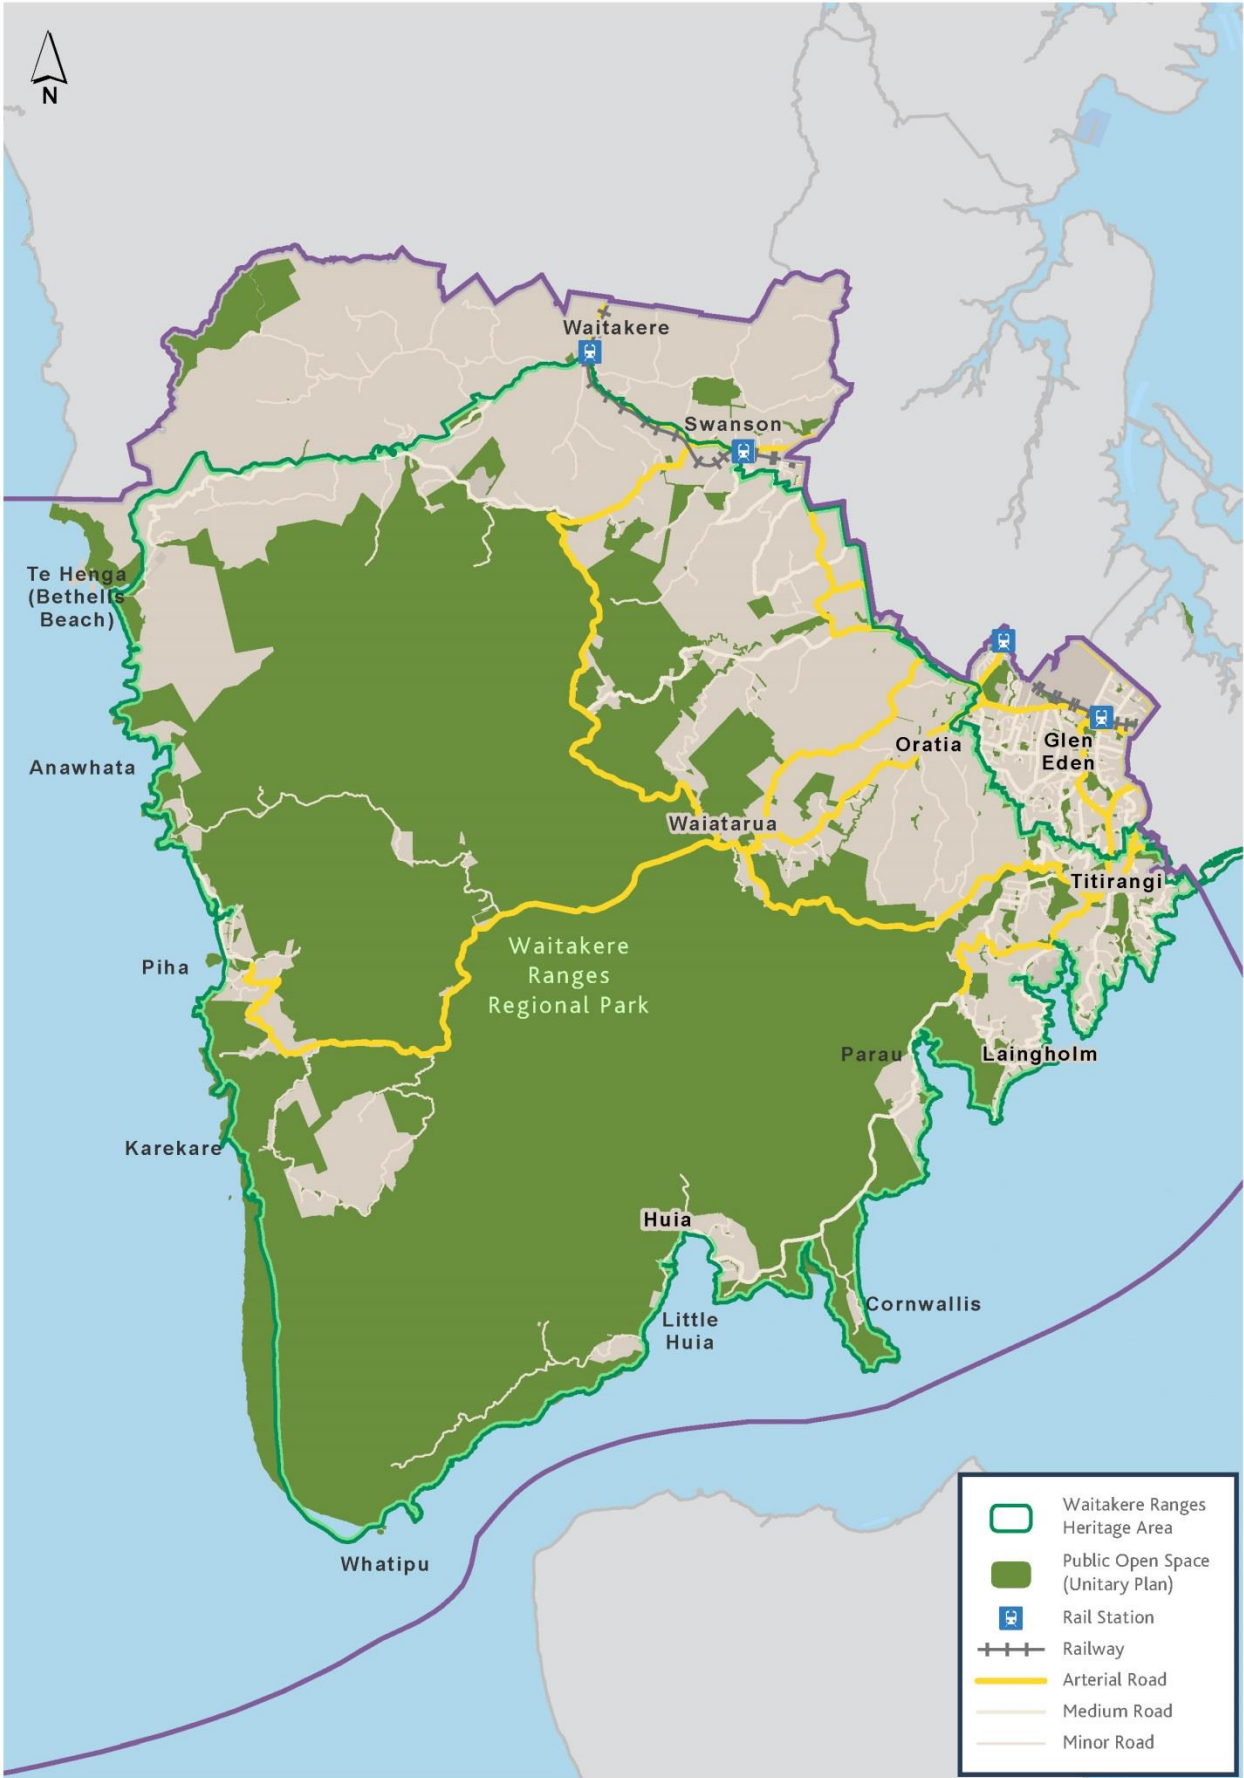 N
Waitakere
Swanson
Te Henga
(Bethells
Beach)
Anawhata
Oratia
Glen
Eden
Waiatarua
Titirangi
Piha
Waitakere
Ranges
Regional Park
Parau
Laingholm
Karekare
Huia
Cornwallis
Little
Huia
Whatipu
Waitakere Ranges
Heritage Area
Public Open Space
(Unitary Plan)
Rail Station
Railway
Arterial Road
Medium Road
Minor Road